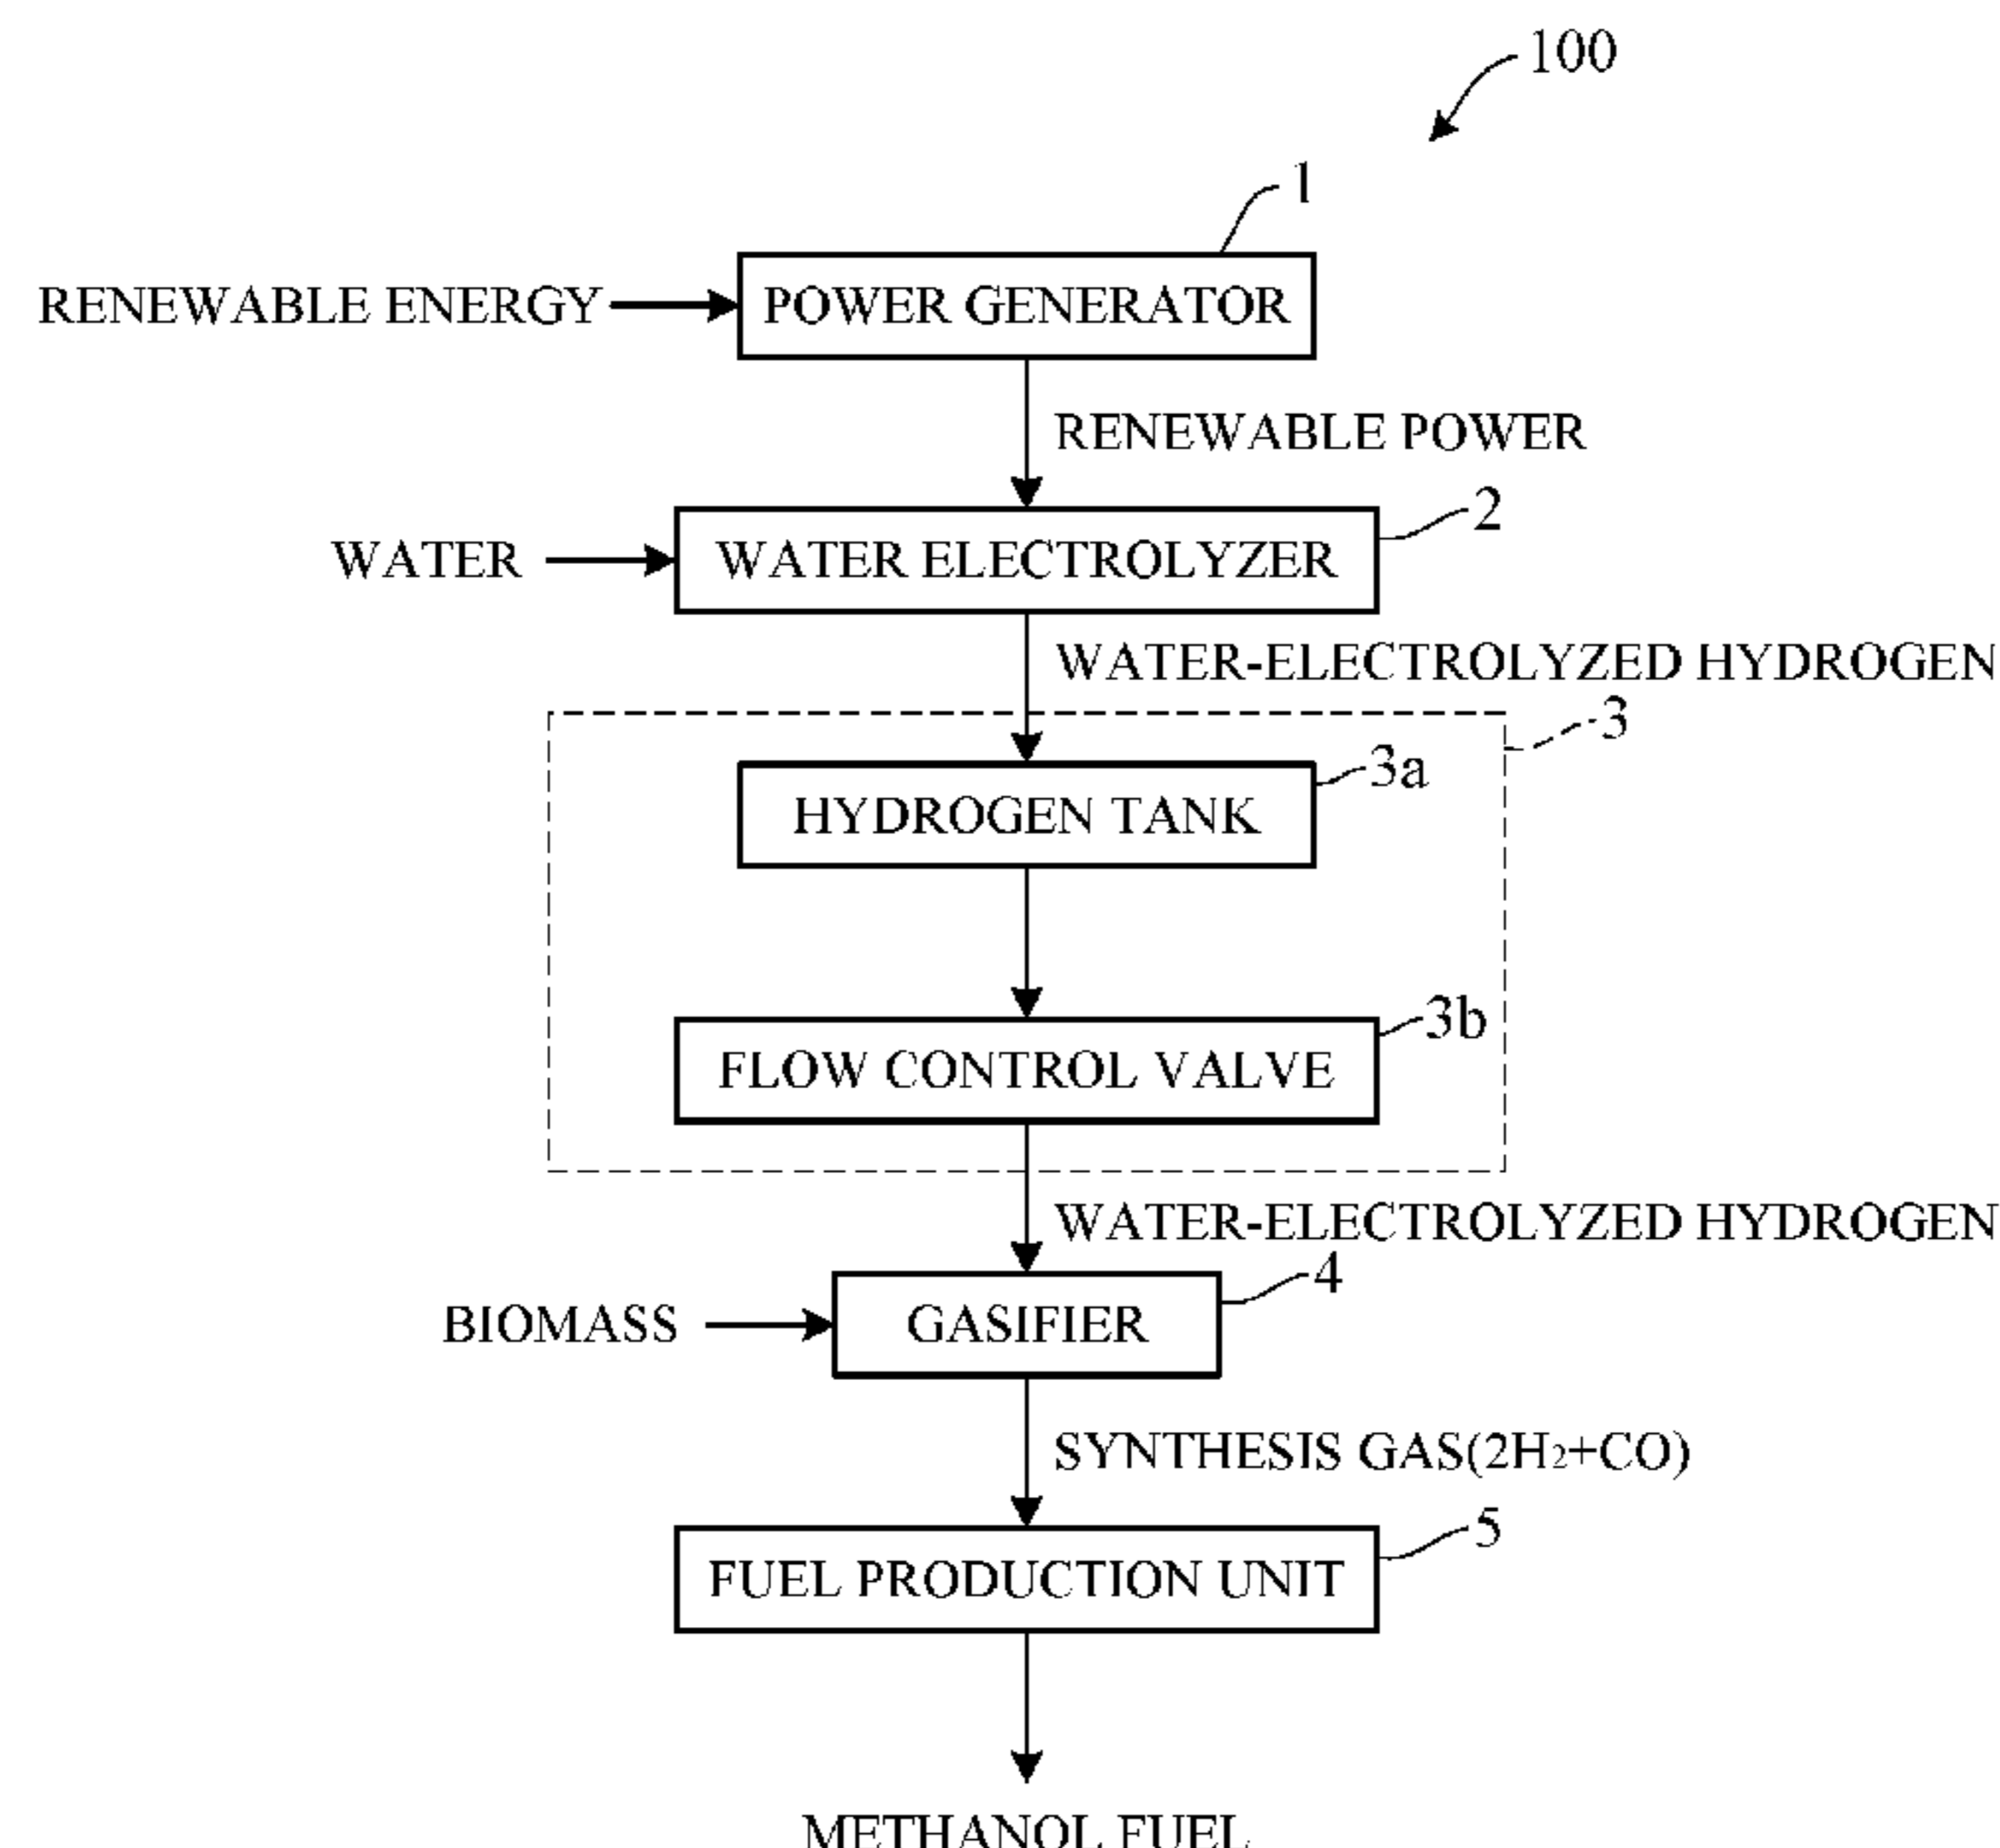 100
1
RENEWABLE ENERGY
POWER GENERATOR
RENEWABLE POWER
2
WATER
WATER ELECTROLYZER
WATER-ELECTROLYZED HYDROGEN
3
3a
HYDROGEN TANK
3b
FLOW CONTROL VALVE
WATER-ELECTROLYZED HYDROGEN
4
BIOMASS
GASIFIER
SYNTHESIS GAS(2H₂+CO)
5
FUEL PRODUCTION UNIT
METHANOL FUEL